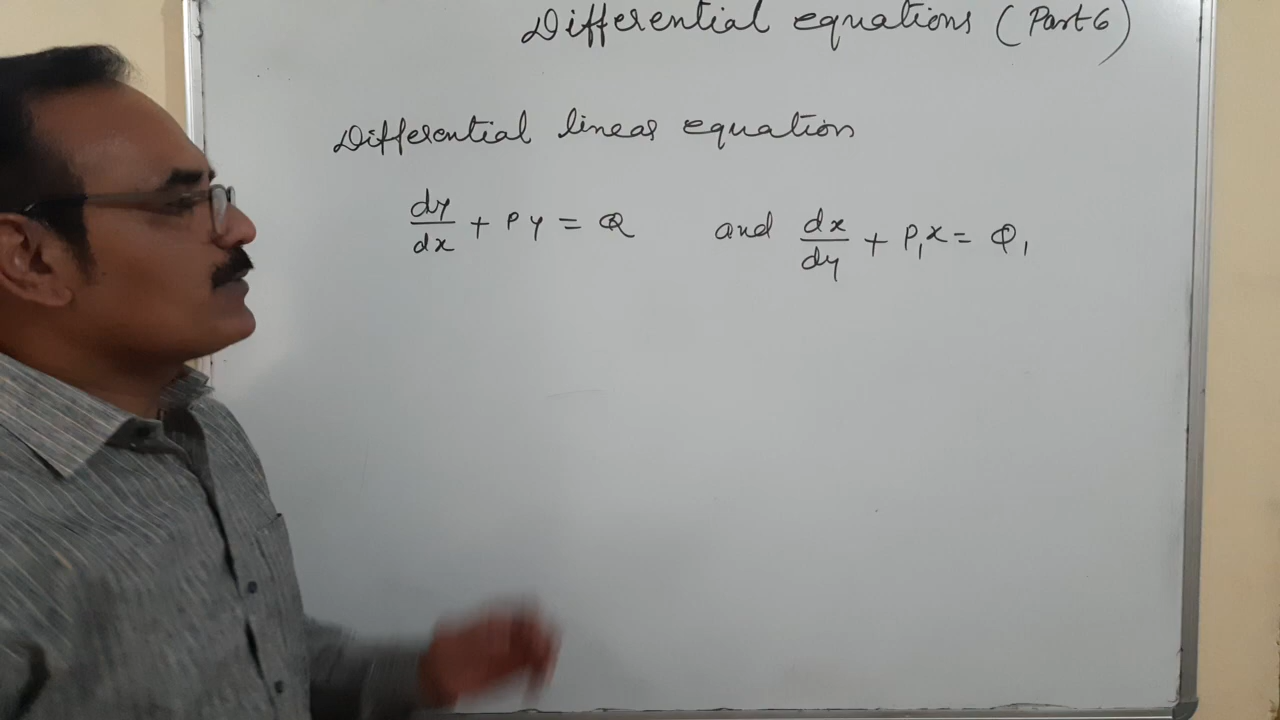 Differential equations (Part 6)
Differential linear equation
dy/dx + Py = Q and dx/dy + P₁x = Q₁